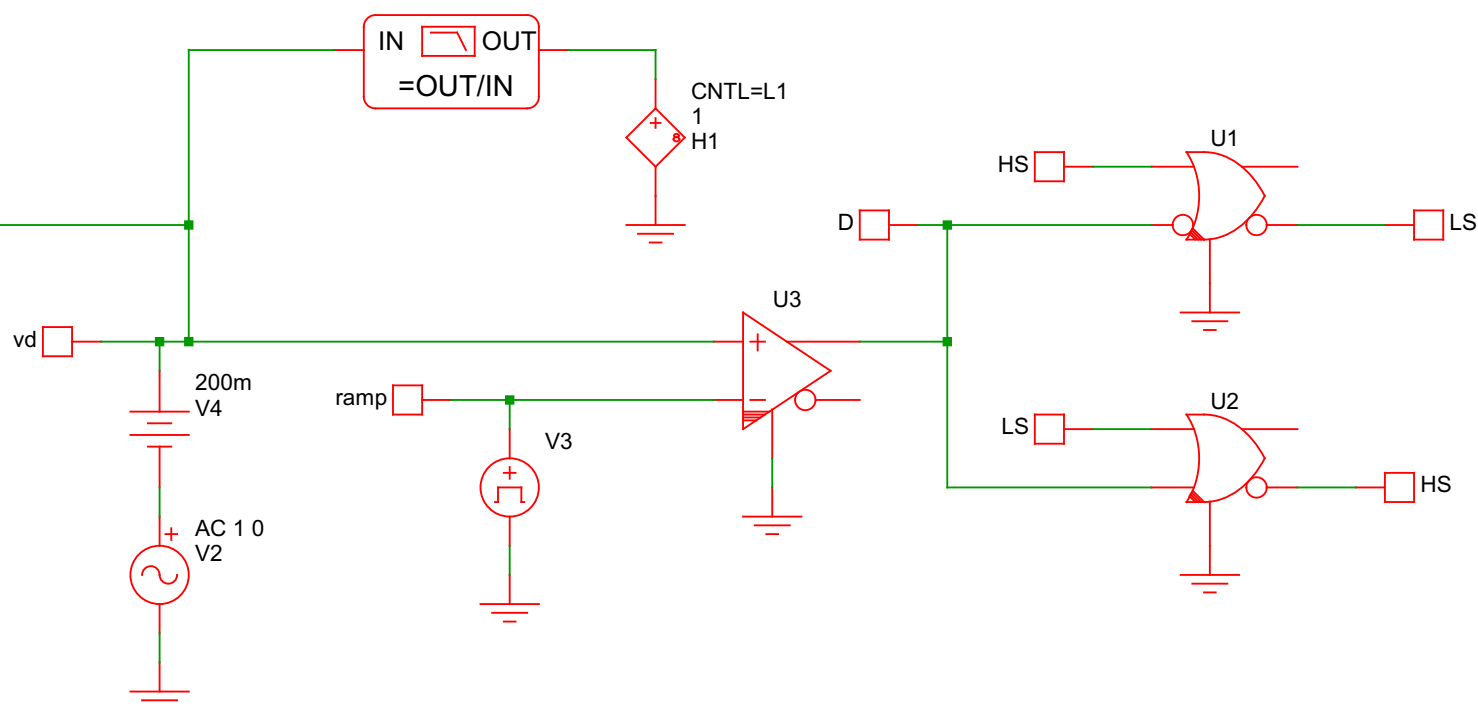 IN OUT
=OUT/IN
CNTL=L1
1
H1
U1
HS
D
LS
U3
vd
200m
V4
ramp
V3
U2
LS
HS
AC 1 0
V2